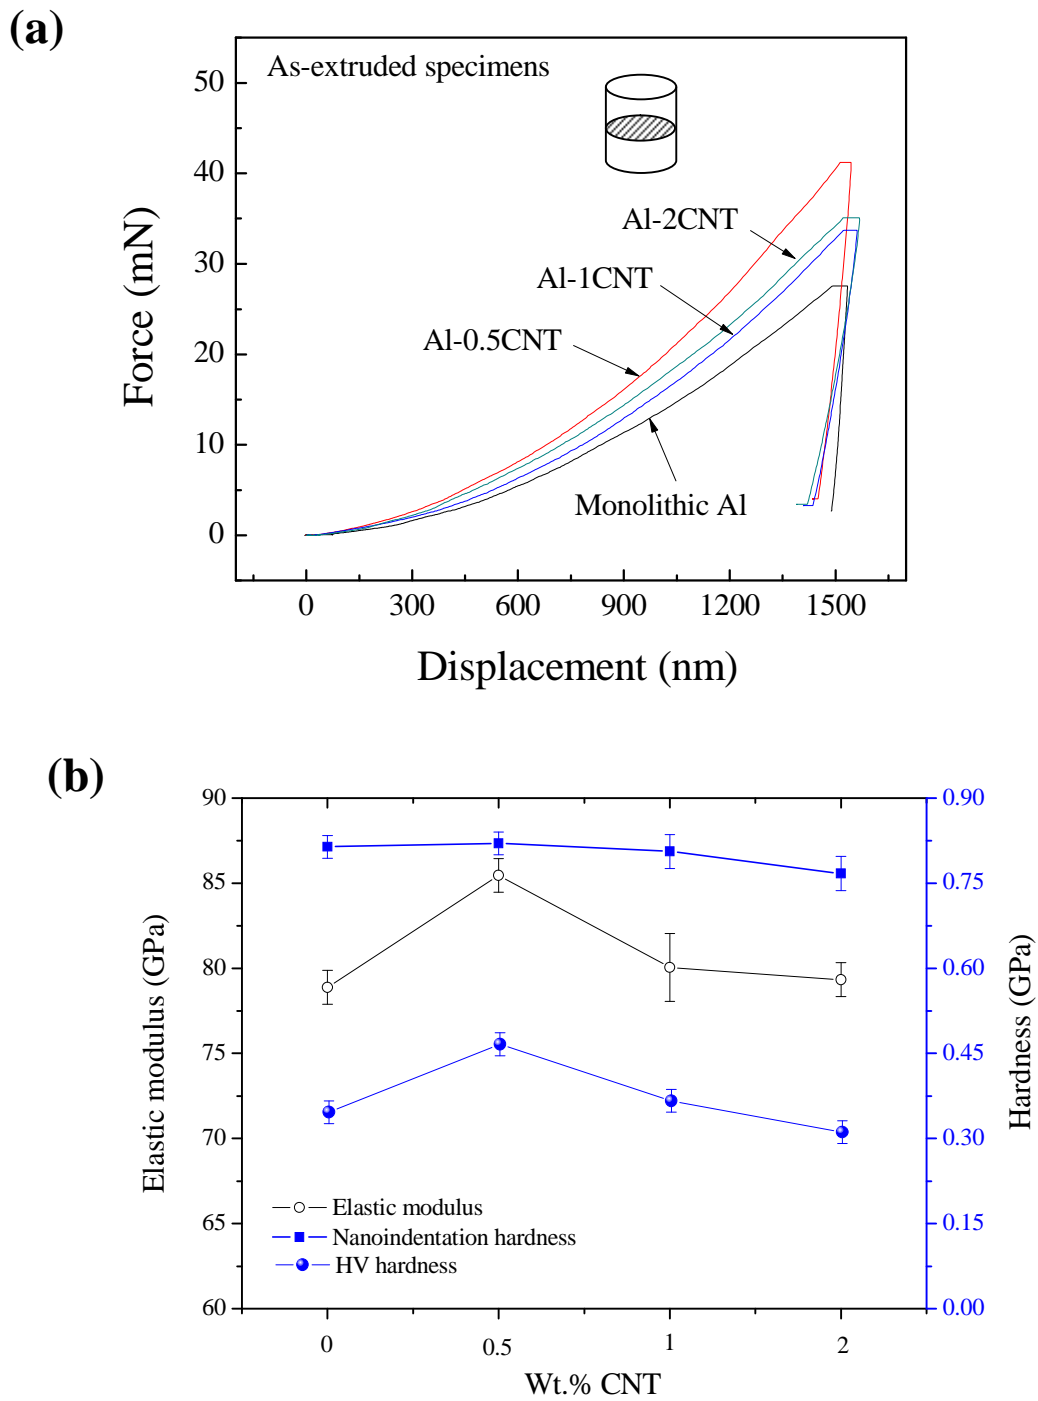 (a)
As-extruded specimens
50
40
30
20
10
0
Force (mN)
Al-2CNT
Al-1CNT
Al-0.5CNT
Monolithic Al
0 300 600 900 1200 1500
Displacement (nm)
(b)
90
85
80
75
70
65
60
Elastic modulus (GPa)
0.90
0.75
0.60
0.45
0.30
0.15
0.00
Hardness (GPa)
Elastic modulus
Nanoindentation hardness
HV hardness
0 0.5 1 2
Wt.% CNT